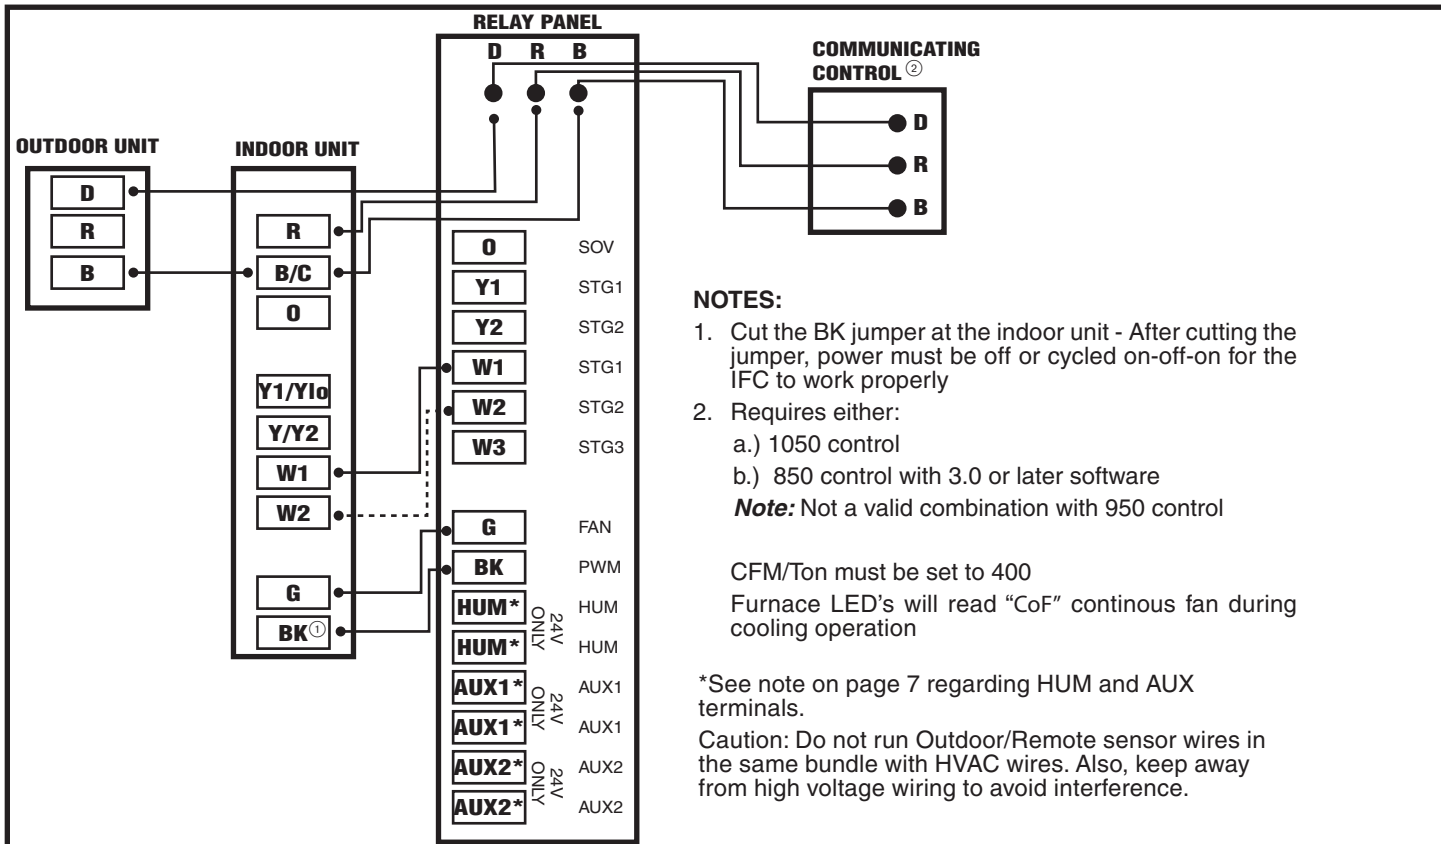 RELAY PANEL
D R B
COMMUNICATING
CONTROL ②
D
R
B
OUTDOOR UNIT
D
R
B
INDOOR UNIT
R
B/C
O
Y1/Ylo
Y/Y2
W1
W2
G
BK①
O SOV
Y1 STG1
Y2 STG2
W1 STG1
W2 STG2
W3 STG3
G FAN
BK PWM
HUM* HUM
24V
ONLY
HUM* HUM
AUX1* AUX1
24V
ONLY
AUX1* AUX1
AUX2* AUX2
24V
ONLY
AUX2* AUX2
NOTES:
1. Cut the BK jumper at the indoor unit - After cutting the
jumper, power must be off or cycled on-off-on for the
IFC to work properly
2. Requires either:
a.) 1050 control
b.) 850 control with 3.0 or later software
Note: Not a valid combination with 950 control
CFM/Ton must be set to 400
Furnace LED's will read “CoF” continous fan during
cooling operation
*See note on page 7 regarding HUM and AUX
terminals.
Caution: Do not run Outdoor/Remote sensor wires in
the same bundle with HVAC wires. Also, keep away
from high voltage wiring to avoid interference.